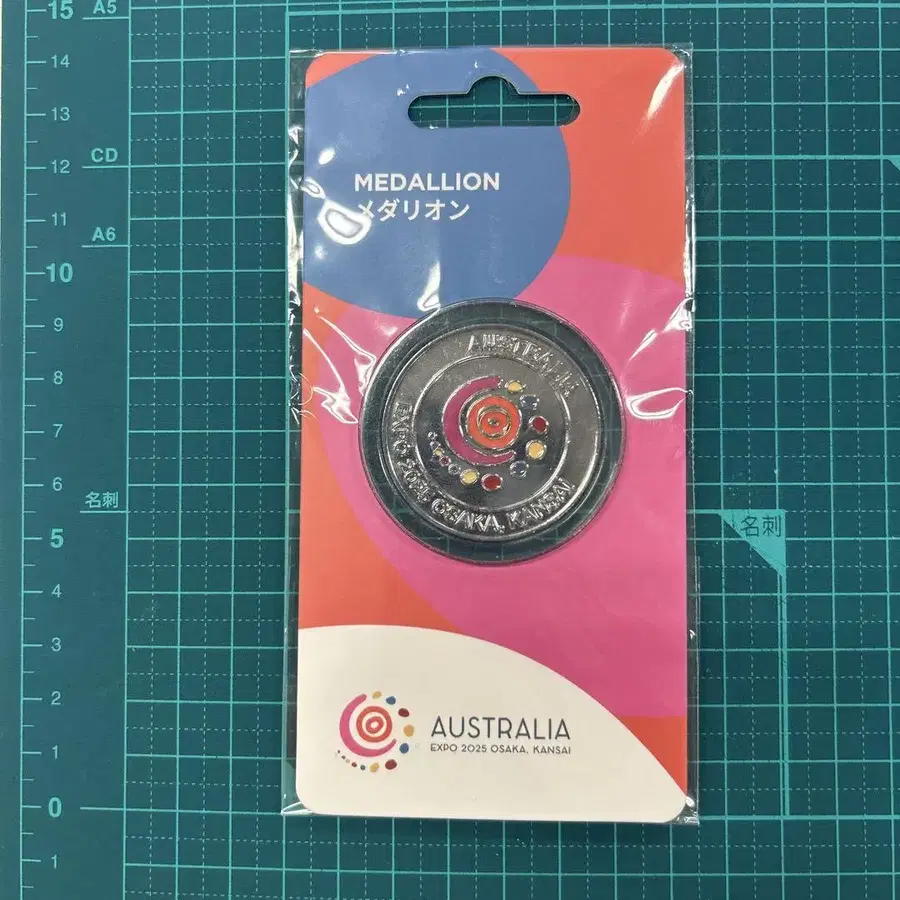 15 A5
14
13
CD
12
11
A6
10
9
8
7
6
名刺
5
4
3
2
1
0
1
MEDALLION
メダリオン
AUSTRALIA
EXPO 2025 OSAKA, KANSAI
名刺
AUSTRALIA
EXPO 2025 OSAKA, KANSAI